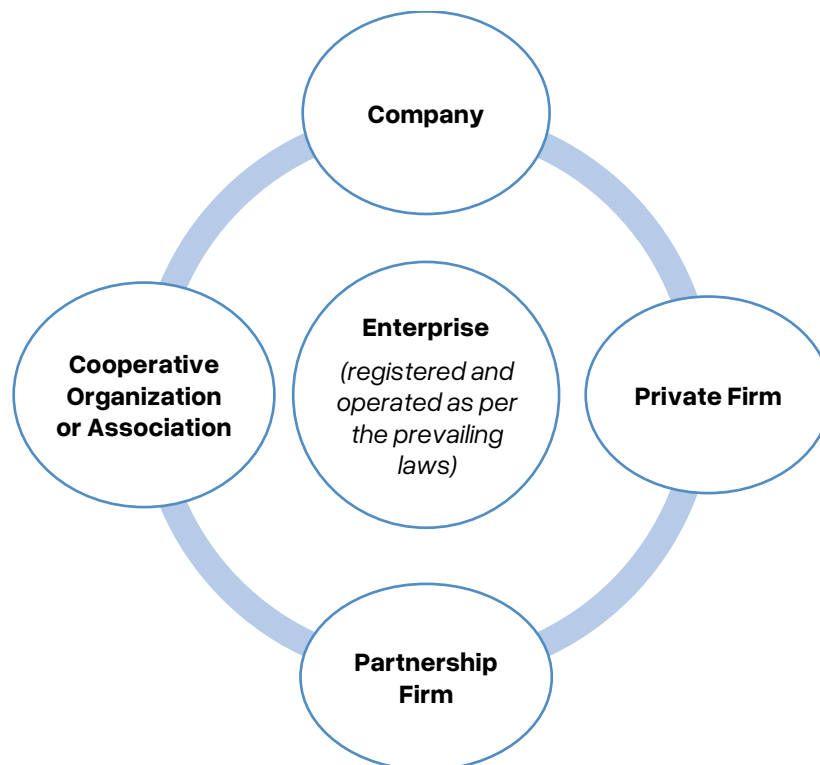 Company
Enterprise
(registered and
operated as per
the prevailing
laws)
Cooperative
Organization
or Association
Private Firm
Partnership
Firm